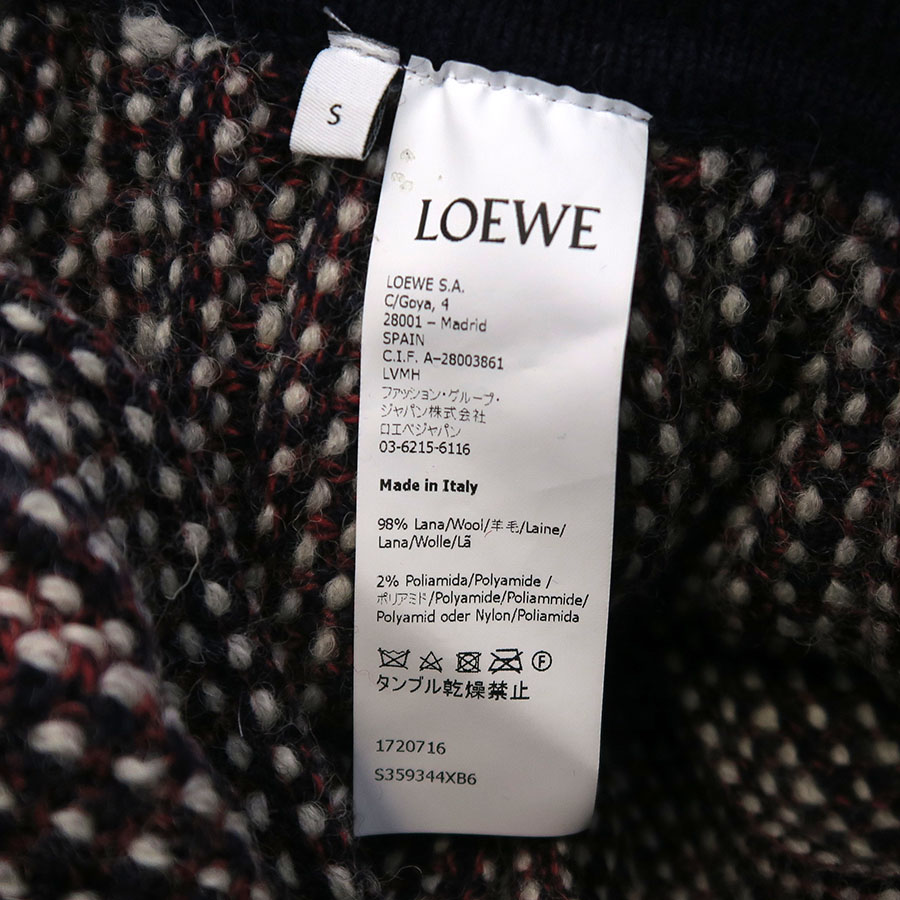 S
LOEWE
LOEWE S.A.
C/Goya, 4
28001 – Madrid
SPAIN
C.I.F. A–28003861
LVMH
ファッション・グループ・
ジャパン株式会社
ロエベジャパン
03-6215-6116
Made in Italy
98% Lana/Wool/羊毛/Laine/
Lana/Wolle/Lã
2% Poliamida/Polyamide /
ポリアミド/Polyamide/Poliammide/
Polyamid oder Nylon/Poliamida
F
タンブル乾燥禁止
1720716
S359344XB6